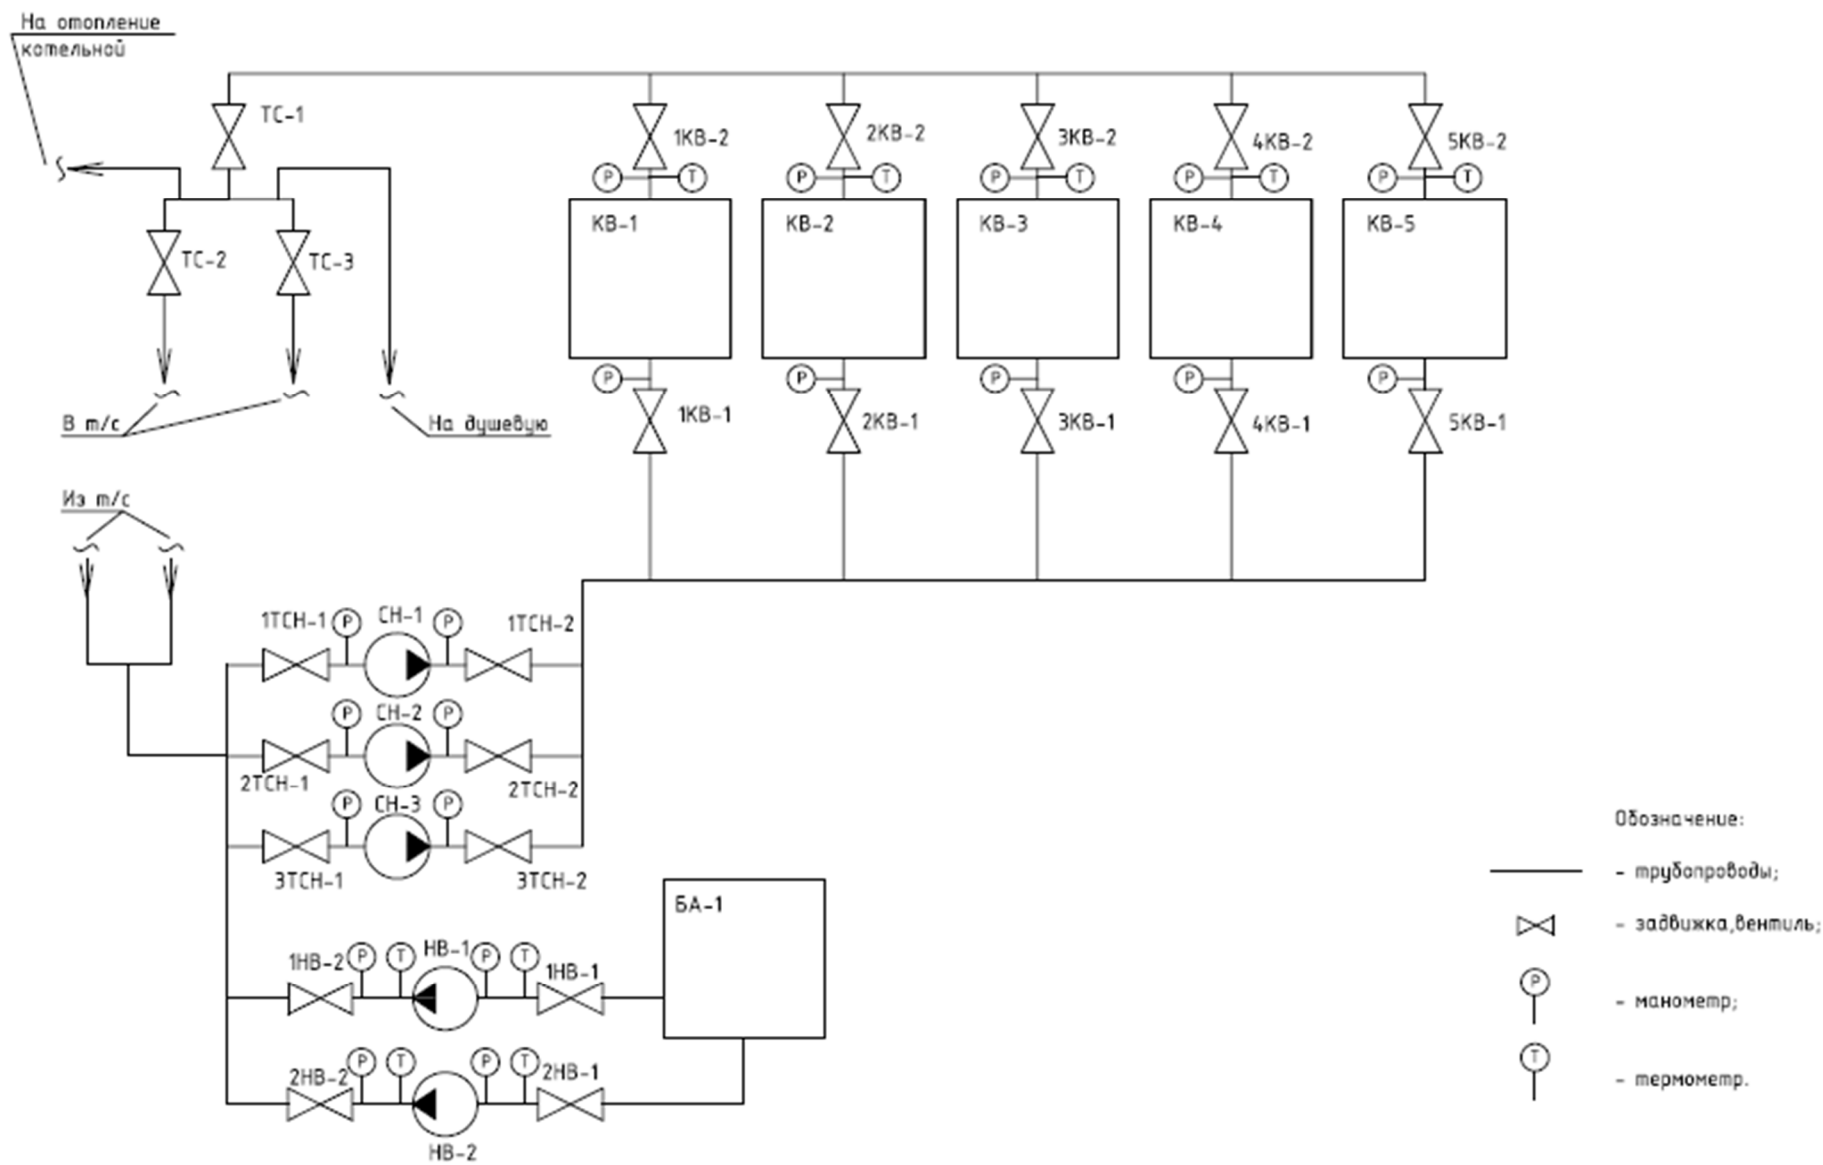 На отопление
котельной
ТС-1
1КВ-2
2КВ-2
3КВ-2
4КВ-2
5КВ-2
P
T
P
T
P
T
P
T
P
T
КВ-1
КВ-2
КВ-3
КВ-4
КВ-5
ТС-2
ТС-3
P
P
P
P
P
1КВ-1
2КВ-1
3КВ-1
4КВ-1
5КВ-1
В т/с
На душевую
Из т/с
1ТСН-1
P
СН-1
P
1ТСН-2
P
СН-2
P
2ТСН-1
2ТСН-2
P
СН-3
P
3ТСН-1
3ТСН-2
БА-1
1НВ-2
P
T
НВ-1
P
T
1НВ-1
2НВ-2
P
T
P
T
2НВ-1
НВ-2
Обозначение:
- трубопроводы;
- задвижка,вентиль;
P
- манометр;
T
- термометр.